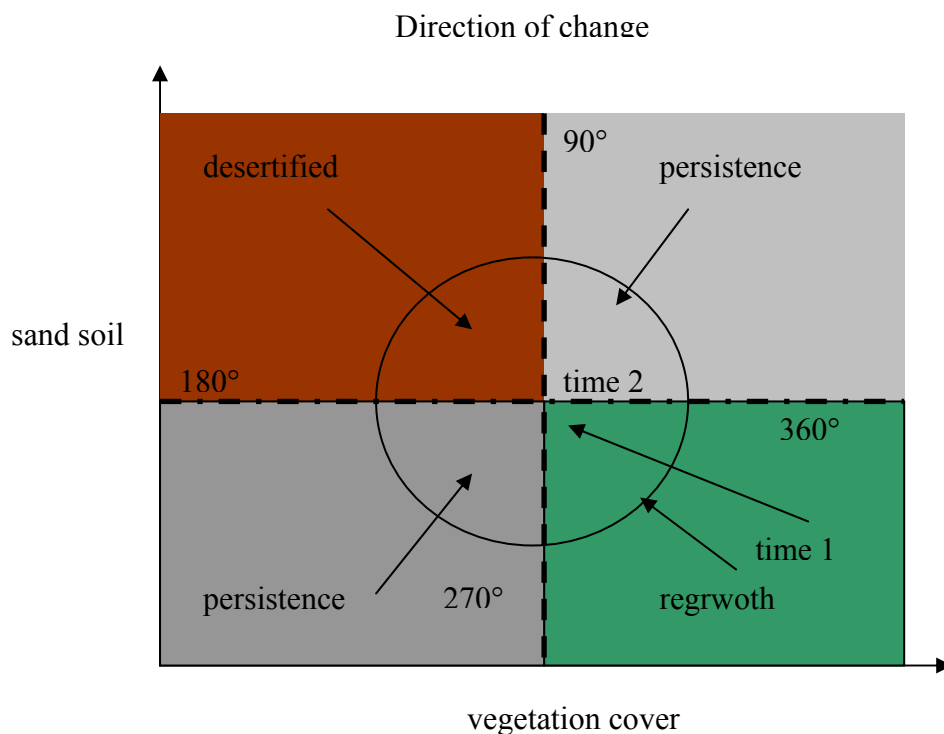 Direction of change
90°
desertified
persistence
sand soil
180°
time 2
360°
time 1
persistence
270°
regrwoth
vegetation cover